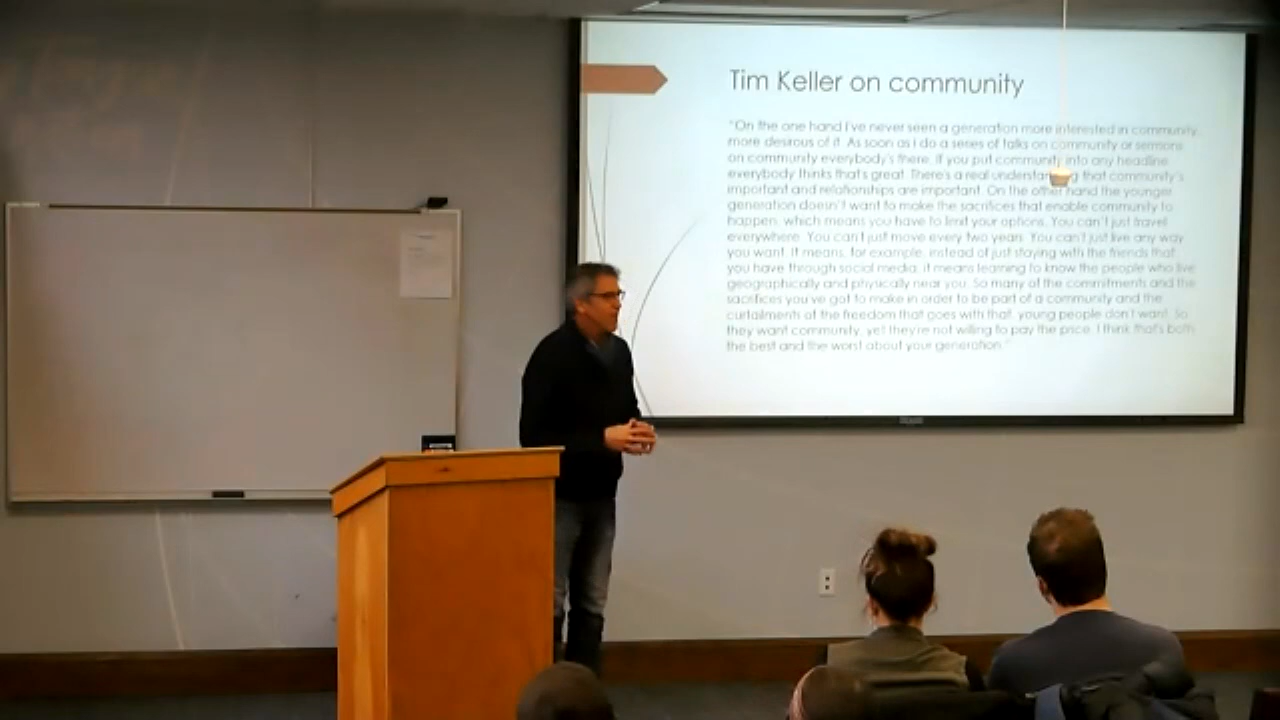 Tim Keller on community
"On the one hand I've never seen a generation more interested in community,
more desirous of it. As soon as I do a series of talks on community or sermons
on community everybody's there. If you put community into any headline
everybody thinks that's great. There's a real understanding that community's
important and relationships are important. On the other hand the younger
generation doesn't want to make the sacrifices that enable community to
happen, which means you have to limit your options. You can't just travel
everywhere. You can't just move every two years. You can't just live any way
you want. It means, for example, instead of just staying with the friends that
you have through social media, it means learning to know the people who live
geographically and physically near you. So many of the commitments and the
sacrifices you've got to make in order to be part of a community and the
curtailments of the freedom that goes with that, young people don't want. So
they want community, yet they're not willing to pay the price. I think that's both
the best and the worst about your generation."